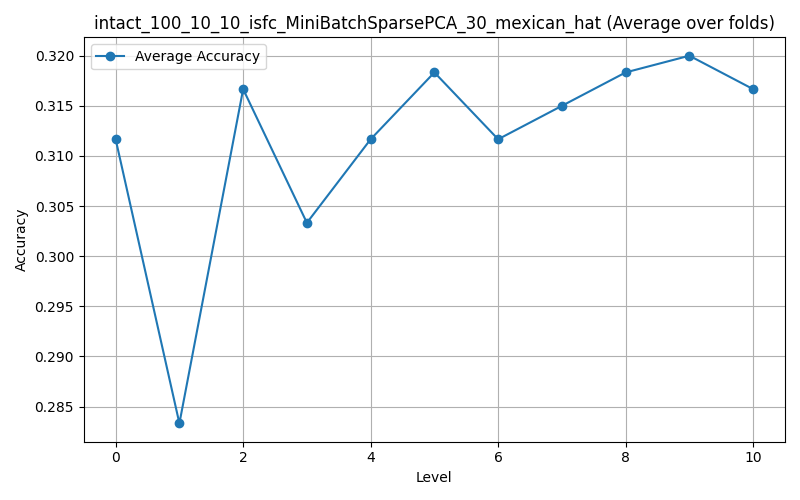 intact_100_10_10_isfc_MiniBatchSparsePCA_30_mexican_hat (Average over folds)
Average Accuracy
Accuracy
0.320
0.315
0.310
0.305
0.300
0.295
0.290
0.285
0 2 4 6 8 10
Level